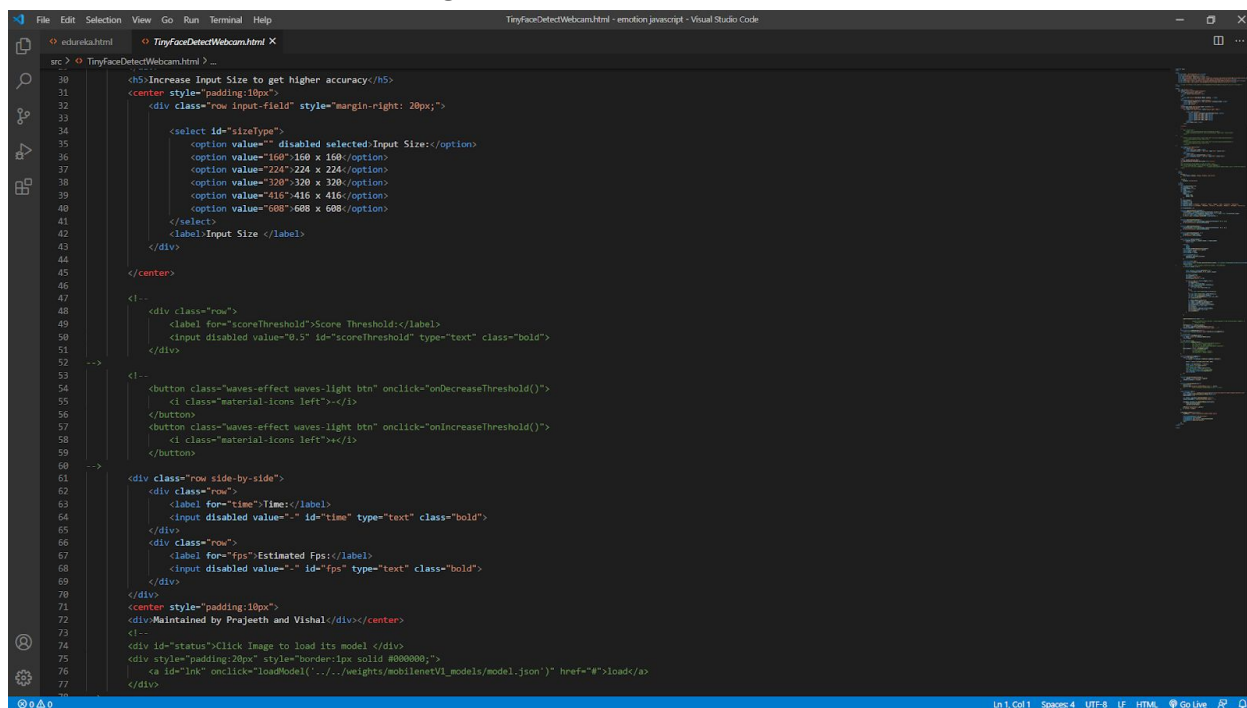 File Edit Selection View Go Run Terminal Help
TinyFaceDetectWebcam.html - emotion javascript - Visual Studio Code
edureka.html TinyFaceDetectWebcam.html
src > TinyFaceDetectWebcam.html > ...
30 <h5>Increase Input Size to get higher accuracy</h5>
31 <center style="padding:10px">
32 <div class="row input-field" style="margin-right: 20px;">
33
34 <select id="sizeType">
35 <option value="" disabled selected>Input Size:</option>
36 <option value="160">160 x 160</option>
37 <option value="224">224 x 224</option>
38 <option value="320">320 x 320</option>
39 <option value="416">416 x 416</option>
40 <option value="608">608 x 608</option>
41 </select>
42 <label>Input Size </label>
43 </div>
44
45 </center>
46
47 <!--
48 <div class="row">
49 <label for="scoreThreshold">Score Threshold:</label>
50 <input disabled value="0.5" id="scoreThreshold" type="text" class="bold">
51 </div>
52 -->
53 <!--
54 <button class="waves-effect waves-light btn" onclick="onDecreaseThreshold()">
55 <i class="material-icons left">-</i>
56 </button>
57 <button class="waves-effect waves-light btn" onclick="onIncreaseThreshold()">
58 <i class="material-icons left">+</i>
59 </button>
60 -->
61 <div class="row side-by-side">
62 <div class="row">
63 <label for="time">Time:</label>
64 <input disabled value="-" id="time" type="text" class="bold">
65 </div>
66 <div class="row">
67 <label for="fps">Estimated Fps:</label>
68 <input disabled value="-" id="fps" type="text" class="bold">
69 </div>
70 </div>
71 <center style="padding:10px">
72 <div>Maintained by Prajeeth and Vishal</div></center>
73 <!--
74 <div id="status">Click Image to load its model </div>
75 <div style="padding:20px" style="border:1px solid #000000;">
76 <a id="lnk" onclick="loadModel('../../weights/mobilenetV1_models/model.json')" href="#">load</a>
77 </div>
0 0 Ln 1, Col 1 Spaces: 4 UTF-8 LF HTML Go Live